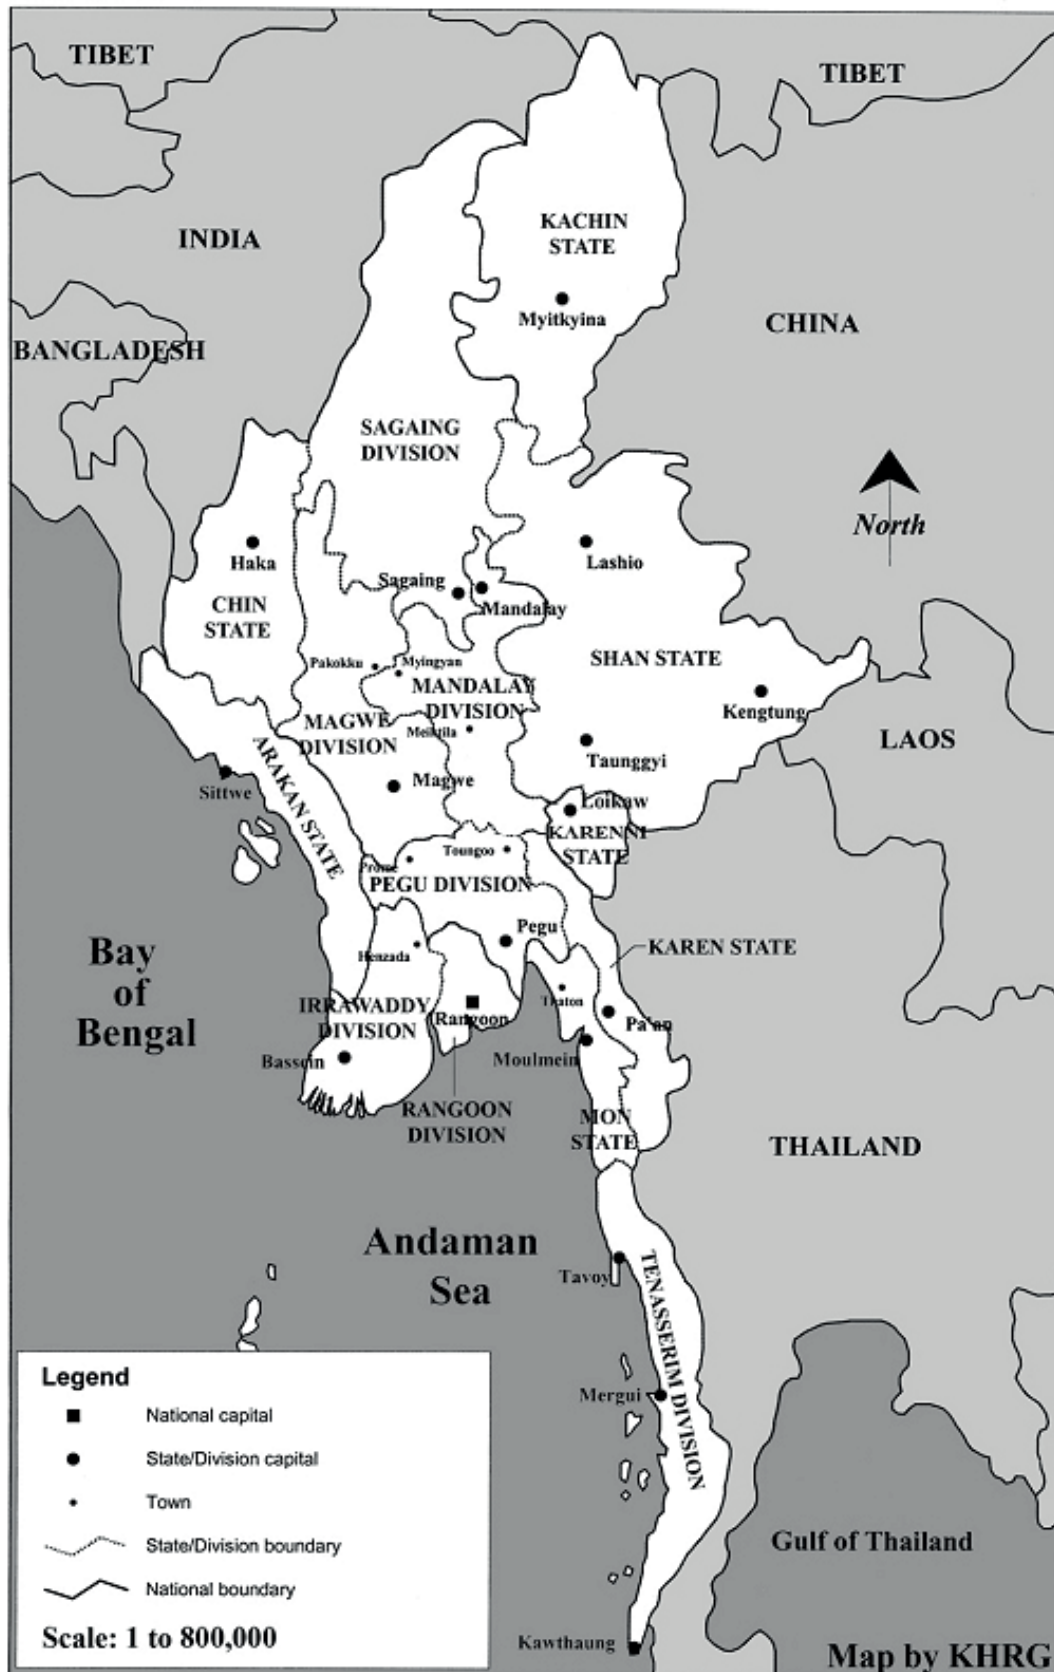 TIBET
TIBET
KACHIN
STATE
INDIA
Myitkyina
CHINA
BANGLADESH
SAGAING
DIVISION
North
Haka
Lashio
Sagaing
Mandalay
CHIN
STATE
SHAN STATE
Pakokku
Myingyan
MANDALAY
DIVISION
Kengtung
MAGWE
DIVISION
Meiktila
LAOS
Taunggyi
ARAKAN STATE
Magwe
Sittwe
Loikaw
KARENNI
STATE
Toungoo
Prome
PEGU DIVISION
Pegu
Bay
of
Bengal
KAREN STATE
Henzada
IRRAWADDY
DIVISION
Rangoon
Thaton
Pa'an
Bassein
Moulmein
RANGOON
DIVISION
MON
STATE
THAILAND
Andaman
Sea
Tavoy
TENASSERIM DIVISION
Mergui
Legend
National capital
State/Division capital
Town
State/Division boundary
National boundary
Scale: 1 to 800,000
Gulf of Thailand
Kawthaung
Map by KHRG